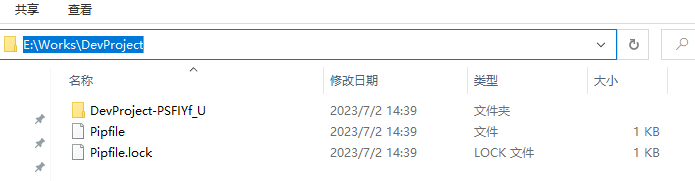 共享 查看
E:\Works\DevProject
名称 修改日期 类型 大小
DevProject-PSFIYf_U 2023/7/2 14:39 文件夹
Pipfile 2023/7/2 14:39 文件 1 KB
Pipfile.lock 2023/7/2 14:39 LOCK 文件 1 KB